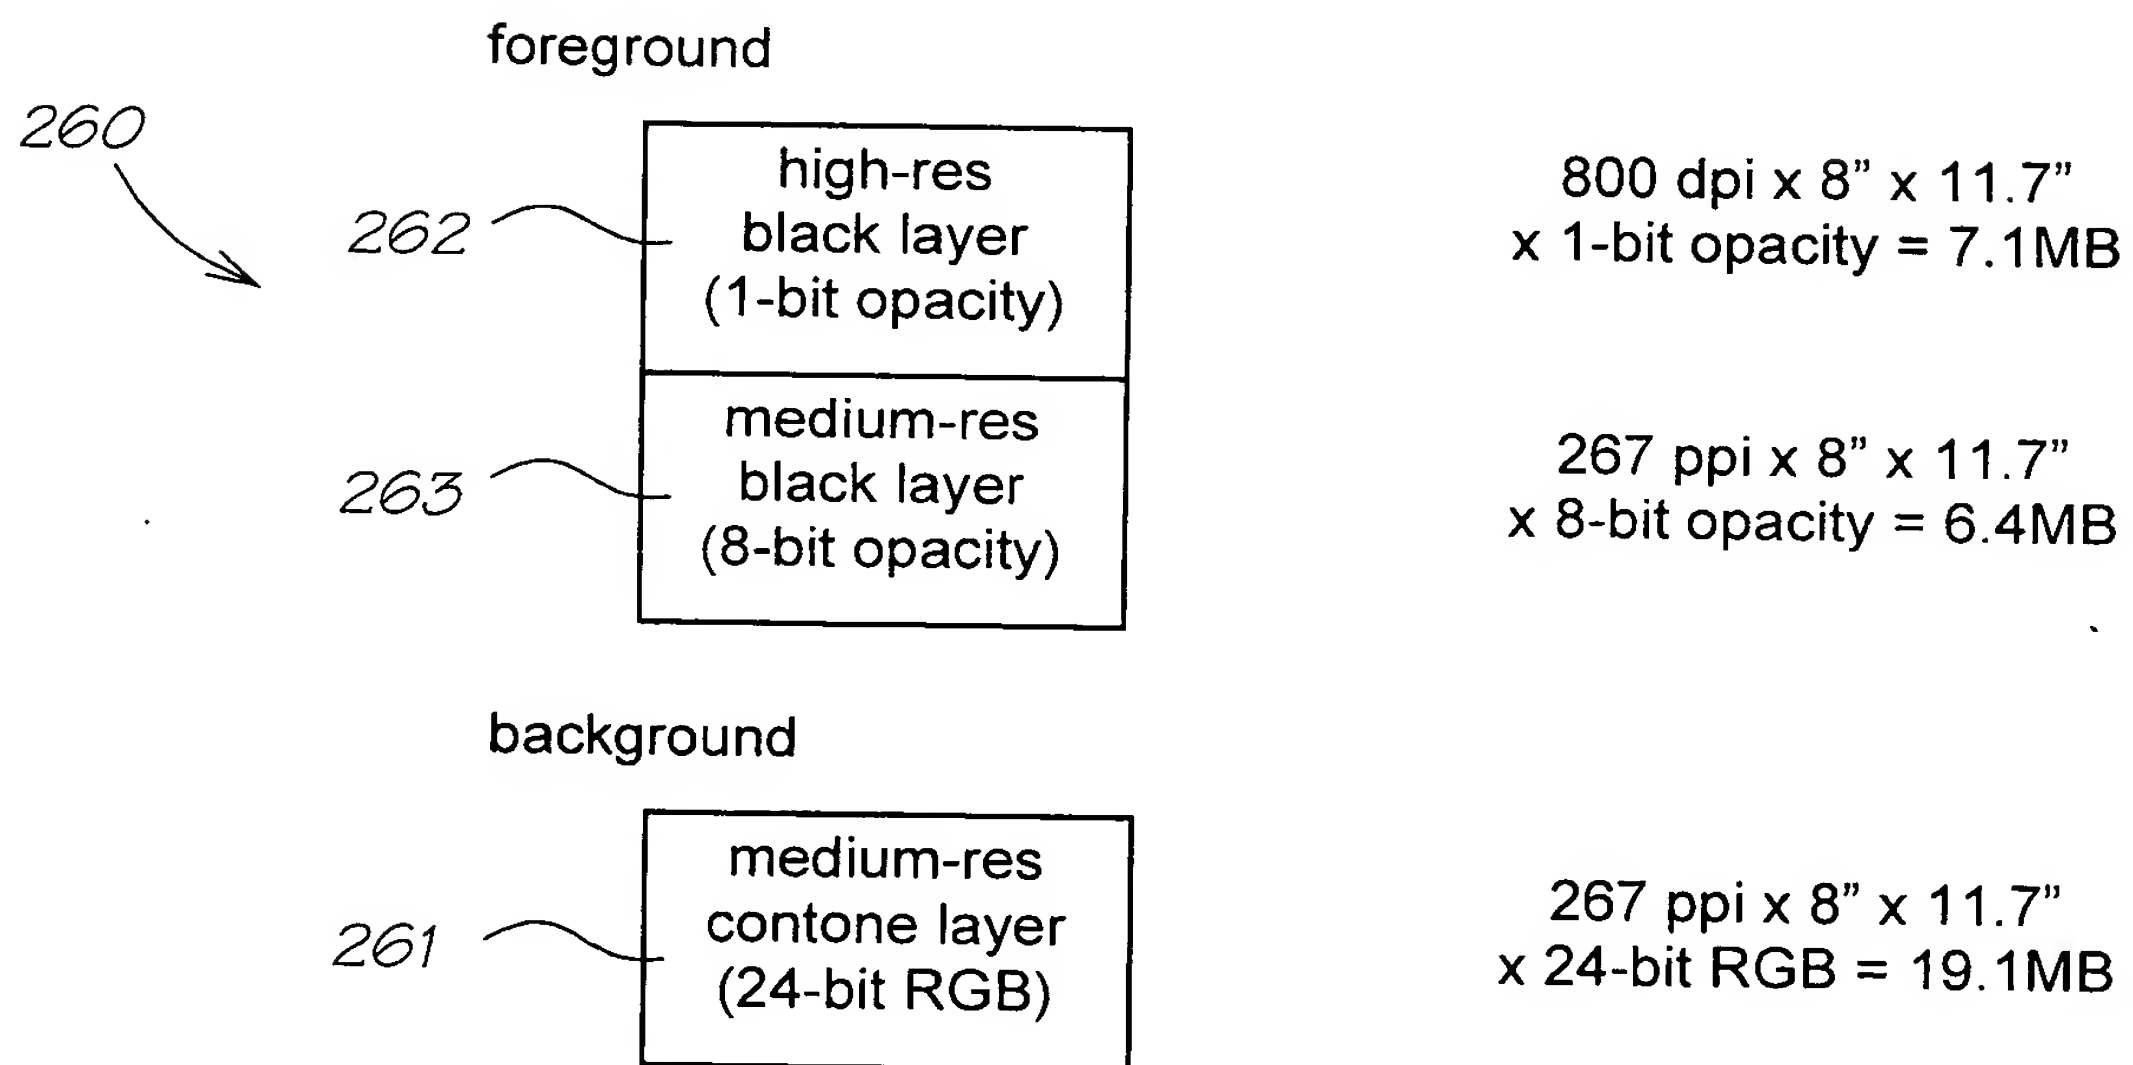 foreground
260
high-res
black layer
(1-bit opacity)
262
800 dpi x 8” x 11.7”
x 1-bit opacity = 7.1MB
medium-res
black layer
(8-bit opacity)
263
267 ppi x 8” x 11.7”
x 8-bit opacity = 6.4MB
background
medium-res
contone layer
(24-bit RGB)
261
267 ppi x 8” x 11.7”
x 24-bit RGB = 19.1MB